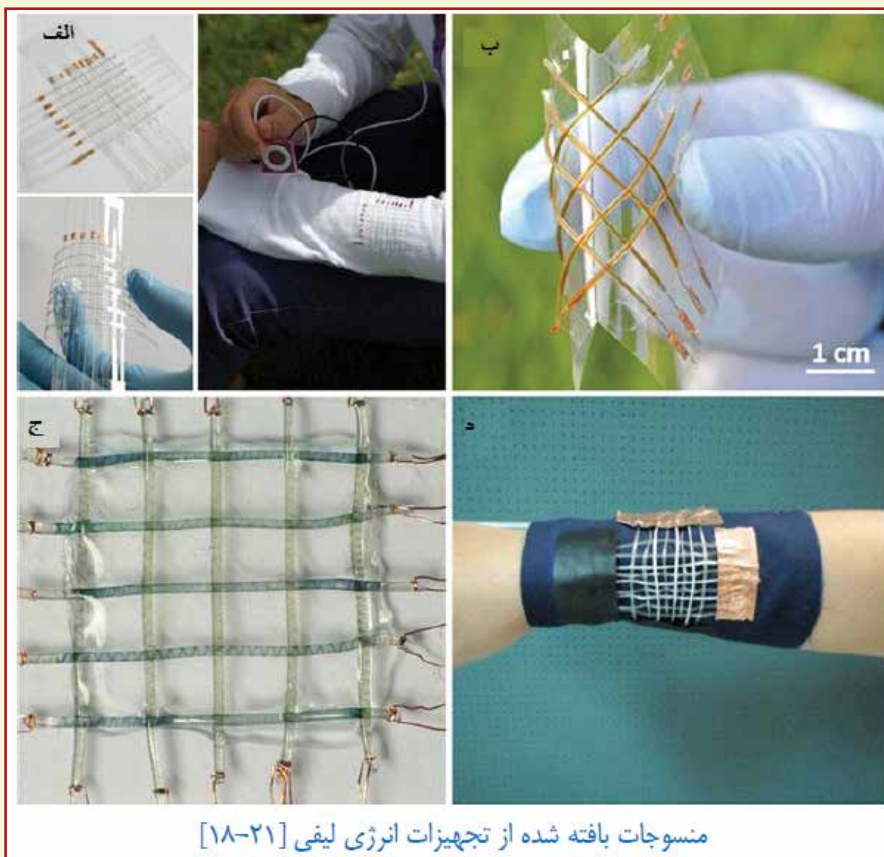 الف
ب
1 cm
ج
د
منسوجات بافته شده از تجهیزات انرژی لیفی [۱۸-۲۱]